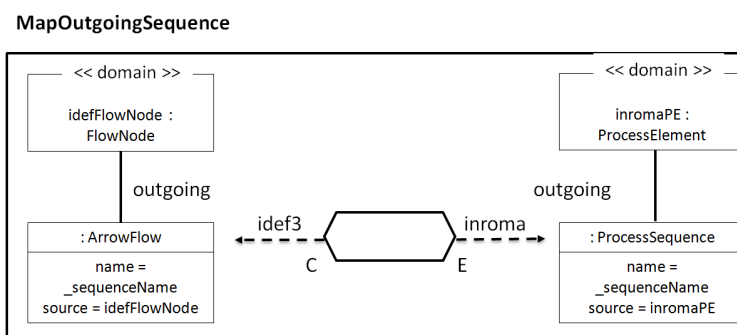 MapOutgoingSequence
<< domain >>
idefFlowNode :
FlowNode
<< domain >>
inromaPE :
ProcessElement
outgoing
outgoing
: ArrowFlow
name =
_sequenceName
source = idefFlowNode
idef3
C
inroma
E
: ProcessSequence
name =
_sequenceName
source = inromaPE